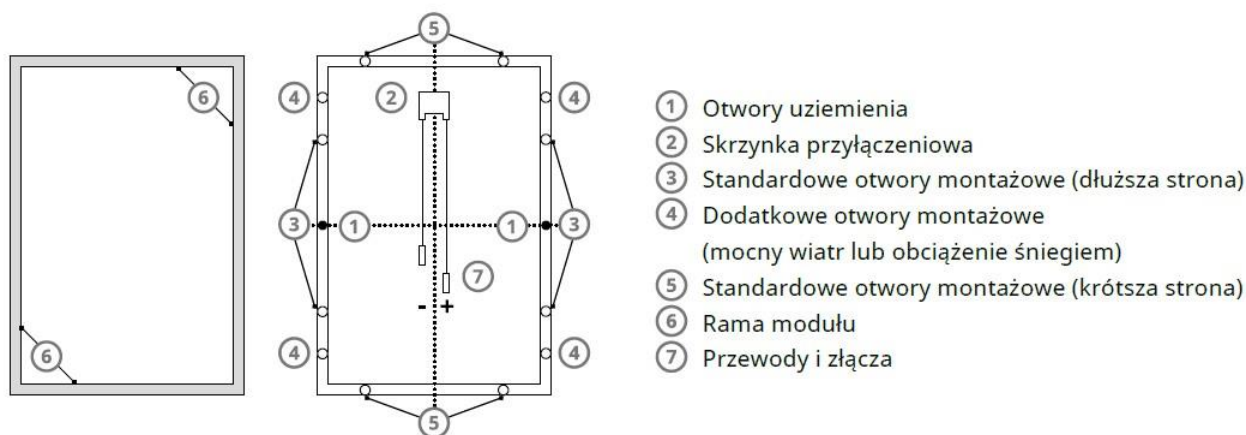 5
6
4
2
4
3
1
1
3
7
- +
6
4
4
5
1 Otwory uziemienia
2 Skrzynka przyłączeniowa
3 Standardowe otwory montażowe (dłuższa strona)
4 Dodatkowe otwory montażowe
(mocny wiatr lub obciążenie śniegiem)
5 Standardowe otwory montażowe (krótsza strona)
6 Rama modułu
7 Przewody i złącza